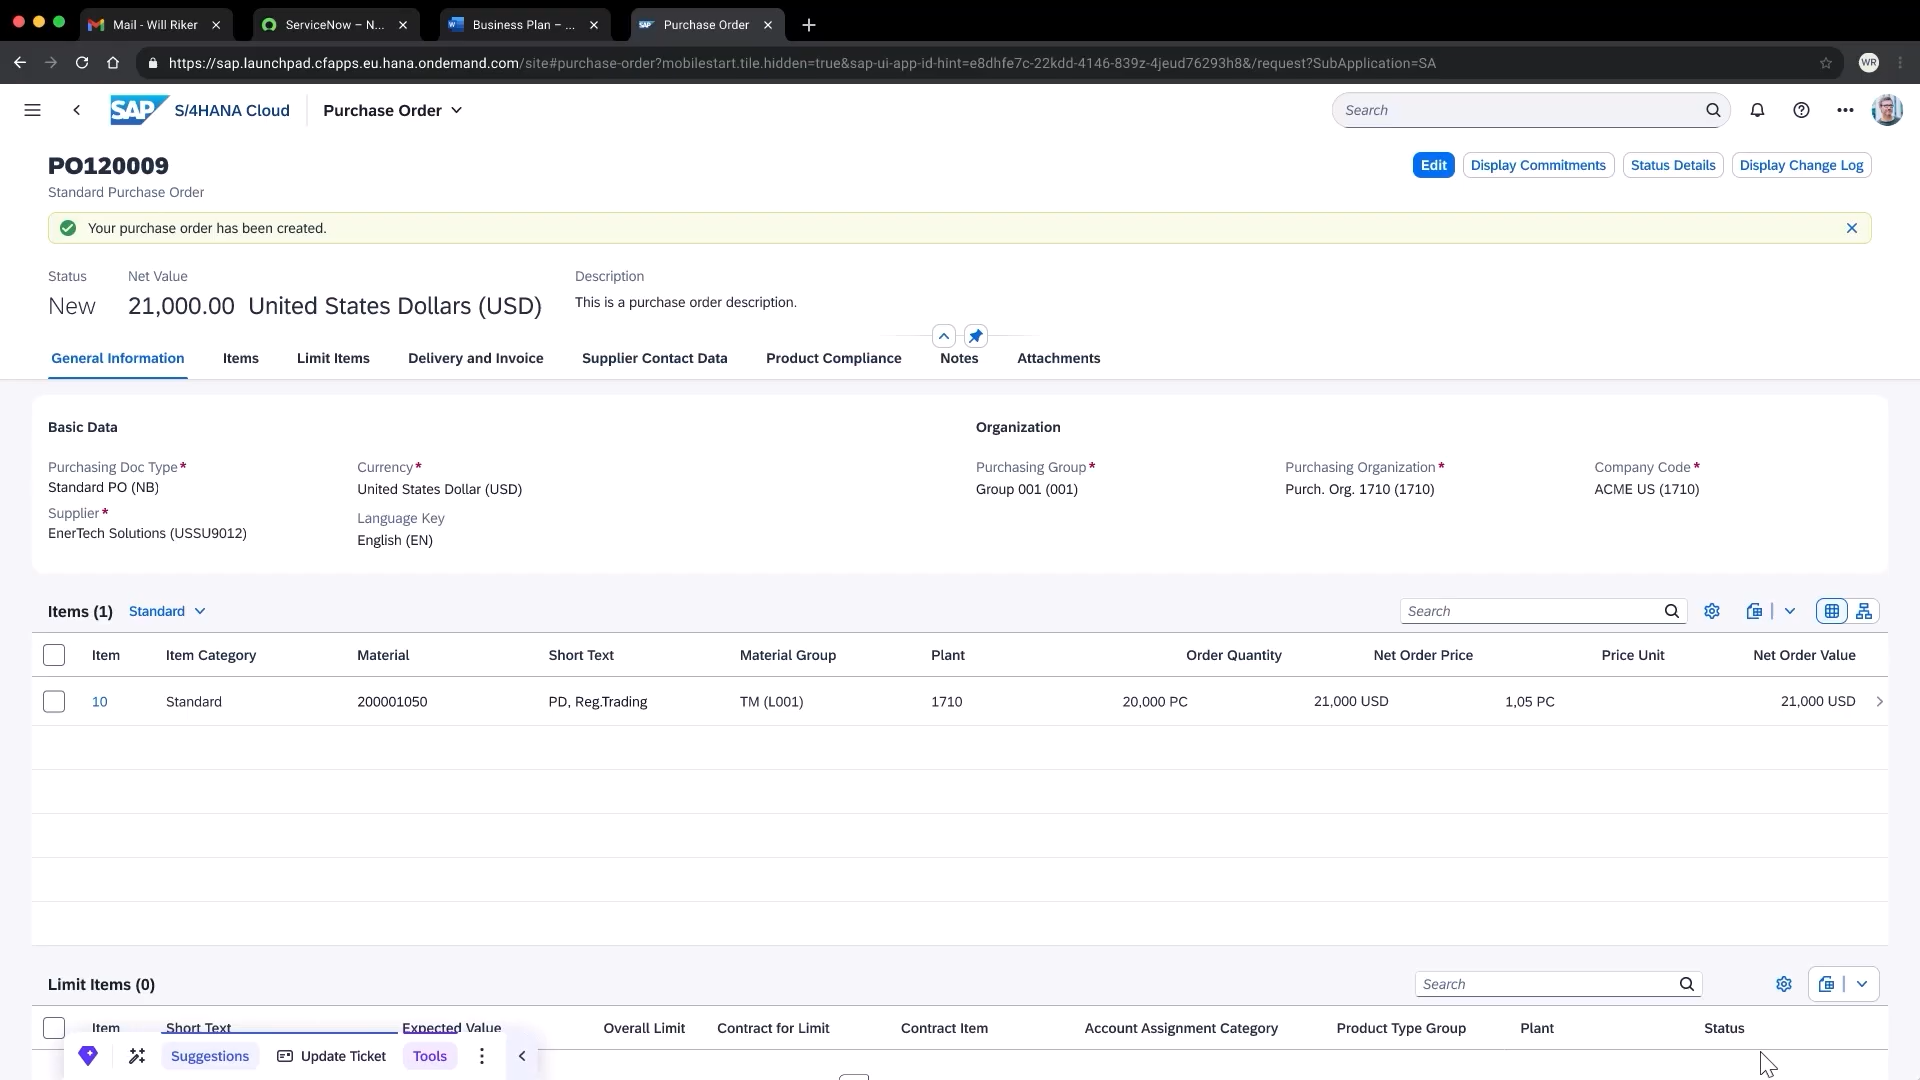 Mail - Will Riker
ServiceNow – N...
Business Plan – ...
SAP Purchase Order
https://sap.launchpad.cfapps.eu.hana.ondemand.com/site#purchase-order?mobilestart.tile.hidden=true&sap-ui-app-id-hint=e8dhfe7c-22kdd-4146-839z-4jeud76293h8&/request?SubApplication=SA
WR
SAP S/4HANA Cloud Purchase Order
Search
PO120009
Edit Display Commitments Status Details Display Change Log
Standard Purchase Order
Your purchase order has been created.
Status Net Value Description
New 21,000.00 United States Dollars (USD) This is a purchase order description.
General Information Items Limit Items Delivery and Invoice Supplier Contact Data Product Compliance Notes Attachments
Basic Data Organization
Purchasing Doc Type* Currency* Purchasing Group* Purchasing Organization* Company Code*
Standard PO (NB) United States Dollar (USD) Group 001 (001) Purch. Org. 1710 (1710) ACME US (1710)
Supplier* Language Key
EnerTech Solutions (USSU9012) English (EN)
Items (1) Standard Search
Item Item Category Material Short Text Material Group Plant Order Quantity Net Order Price Price Unit Net Order Value
10 Standard 200001050 PD, Reg.Trading TM (L001) 1710 20,000 PC 21,000 USD 1,05 PC 21,000 USD
Limit Items (0) Search
Item Short Text Expected Value Overall Limit Contract for Limit Contract Item Account Assignment Category Product Type Group Plant Status
Suggestions Update Ticket Tools